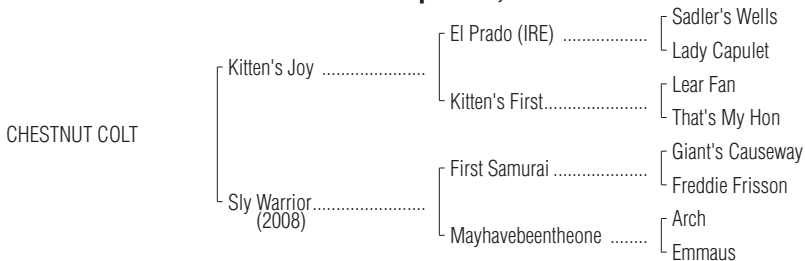 Sadler's Wells
El Prado (IRE) ..................
Lady Capulet
Kitten's Joy ......................
Lear Fan
Kitten's First......................
That's My Hon
CHESTNUT COLT
Giant's Causeway
First Samurai ....................
Freddie Frisson
Sly Warrior........................
(2008)
Arch
Mayhavebeentheone ........
Emmaus